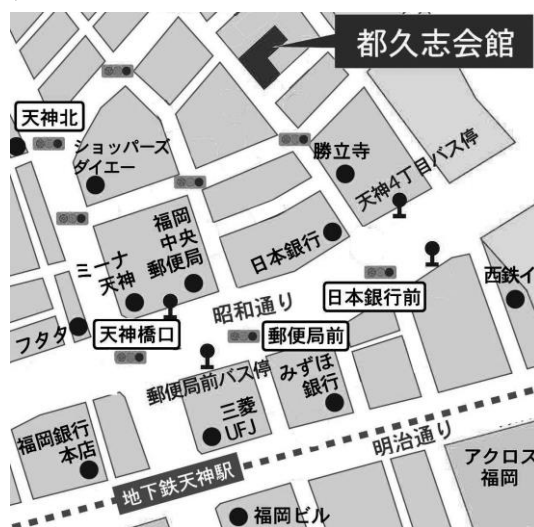 都久志会館
天神北
ショッパーズ
ダイエー
勝立寺
天神4丁目バス停
福岡
中央
郵便局
日本銀行
ミーナ
天神
西鉄イ
日本銀行前
昭和通り
フタタ
天神橋口
郵便局前
郵便局前バス停
みずほ
銀行
三菱
UFJ
福岡銀行
本店
明治通り
アクロス
福岡
地下鉄天神駅
福岡ビル